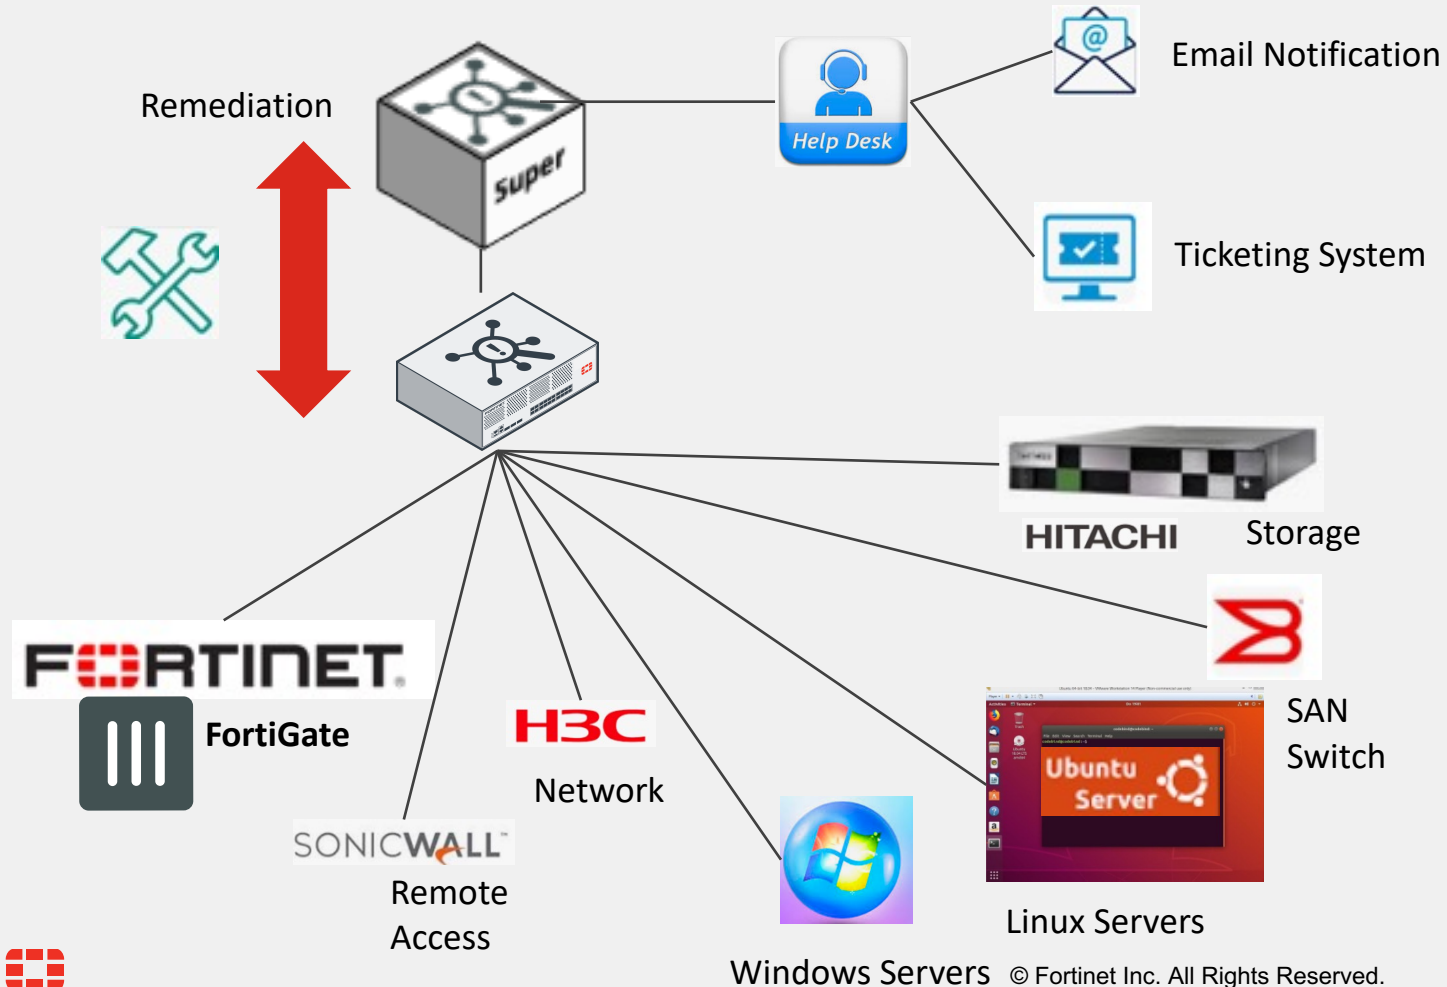 Email Notification
Remediation
Help Desk
Super
Ticketing System
HITACHI
Storage
FORTINET
FortiGate
H3C
Network
SAN
Switch
Ubuntu
Server
SONICWALL
Remote
Access
Linux Servers
Windows Servers
© Fortinet Inc. All Rights Reserved.